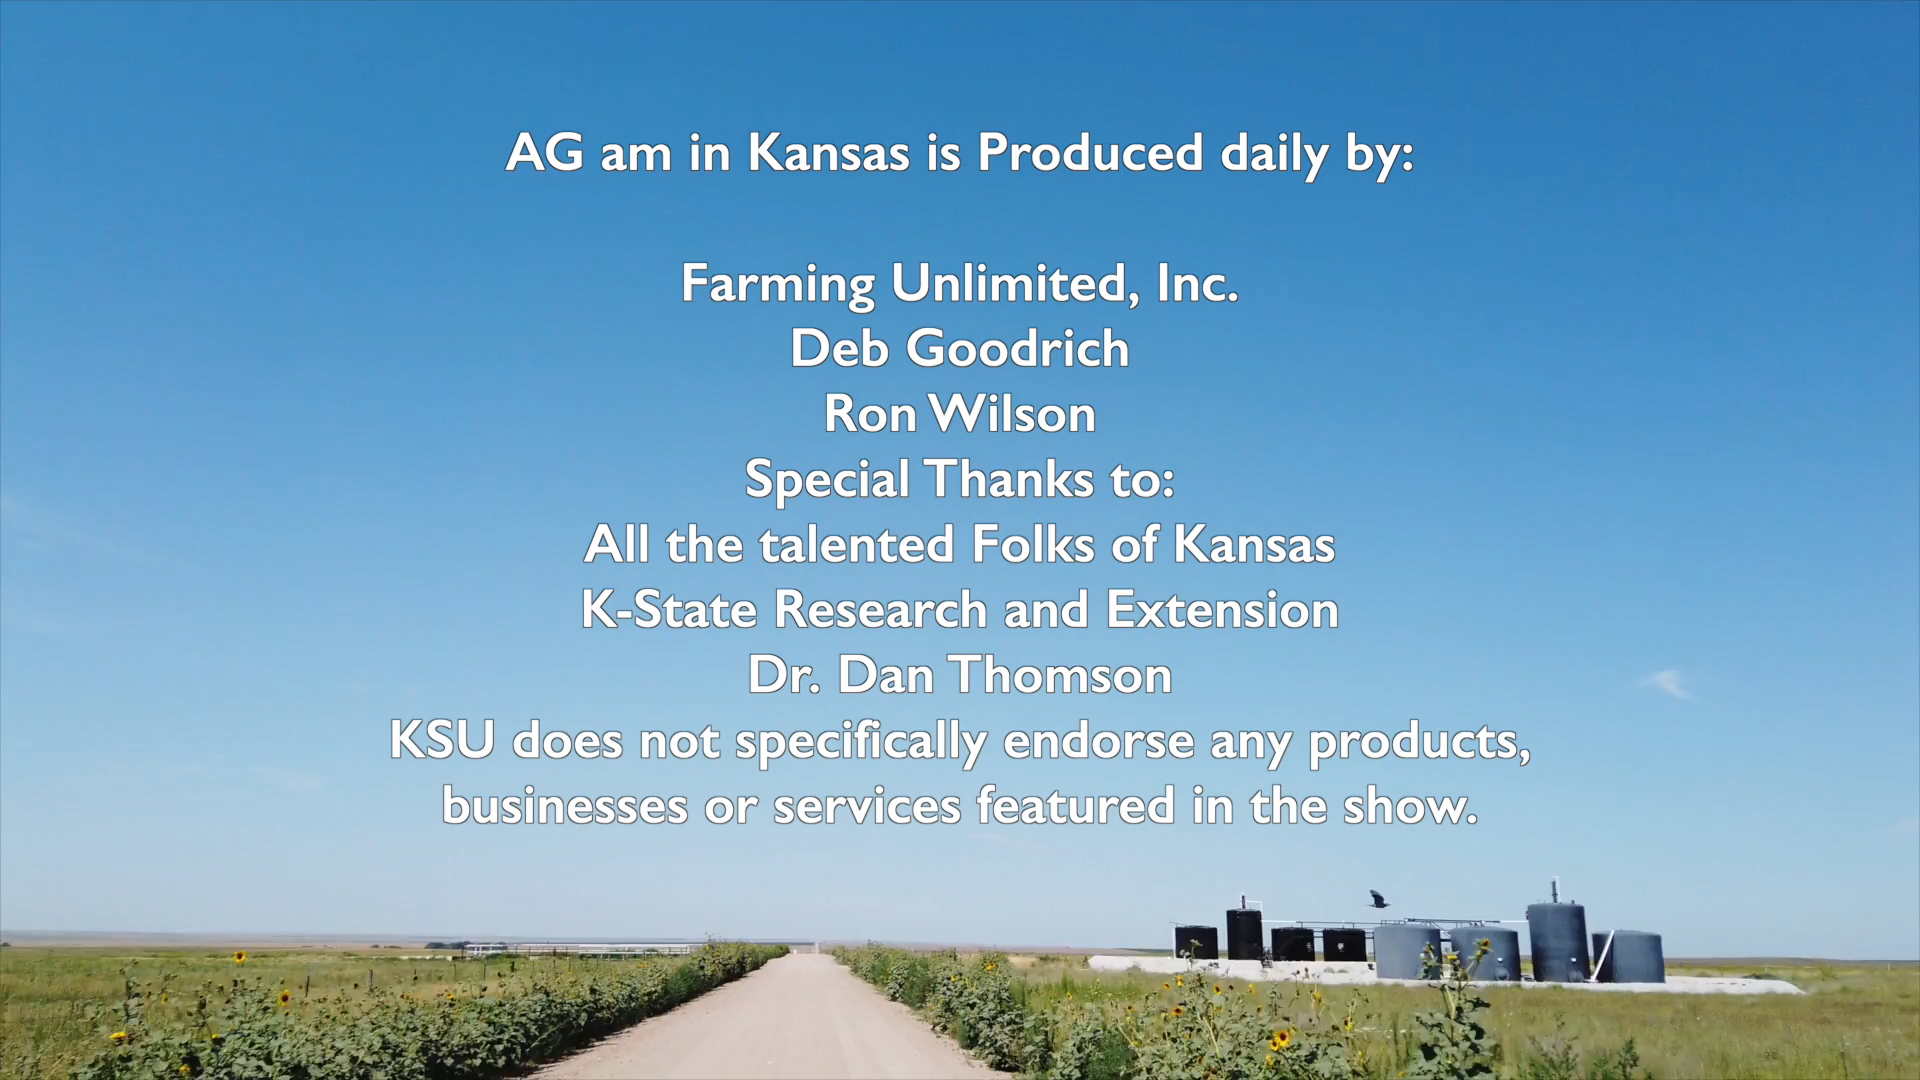 AG am in Kansas is Produced daily by:
Farming Unlimited, Inc.
Deb Goodrich
Ron Wilson
Special Thanks to:
All the talented Folks of Kansas
K-State Research and Extension
Dr. Dan Thomson
KSU does not specifically endorse any products,
businesses or services featured in the show.